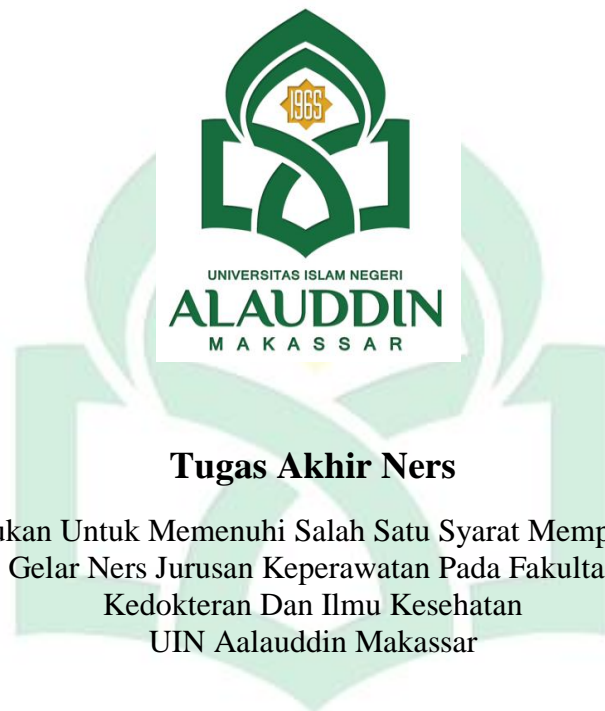 1965
UNIVERSITAS ISLAM NEGERI
ALAUDDIN
MAKASSAR
Tugas Akhir Ners
Untuk Memenuhi Salah Satu Syarat
Gelar Ners Jurusan Keperawatan Pada
Kedokteran Dan Ilmu Kesehatan
UIN Aalauddin Makassar